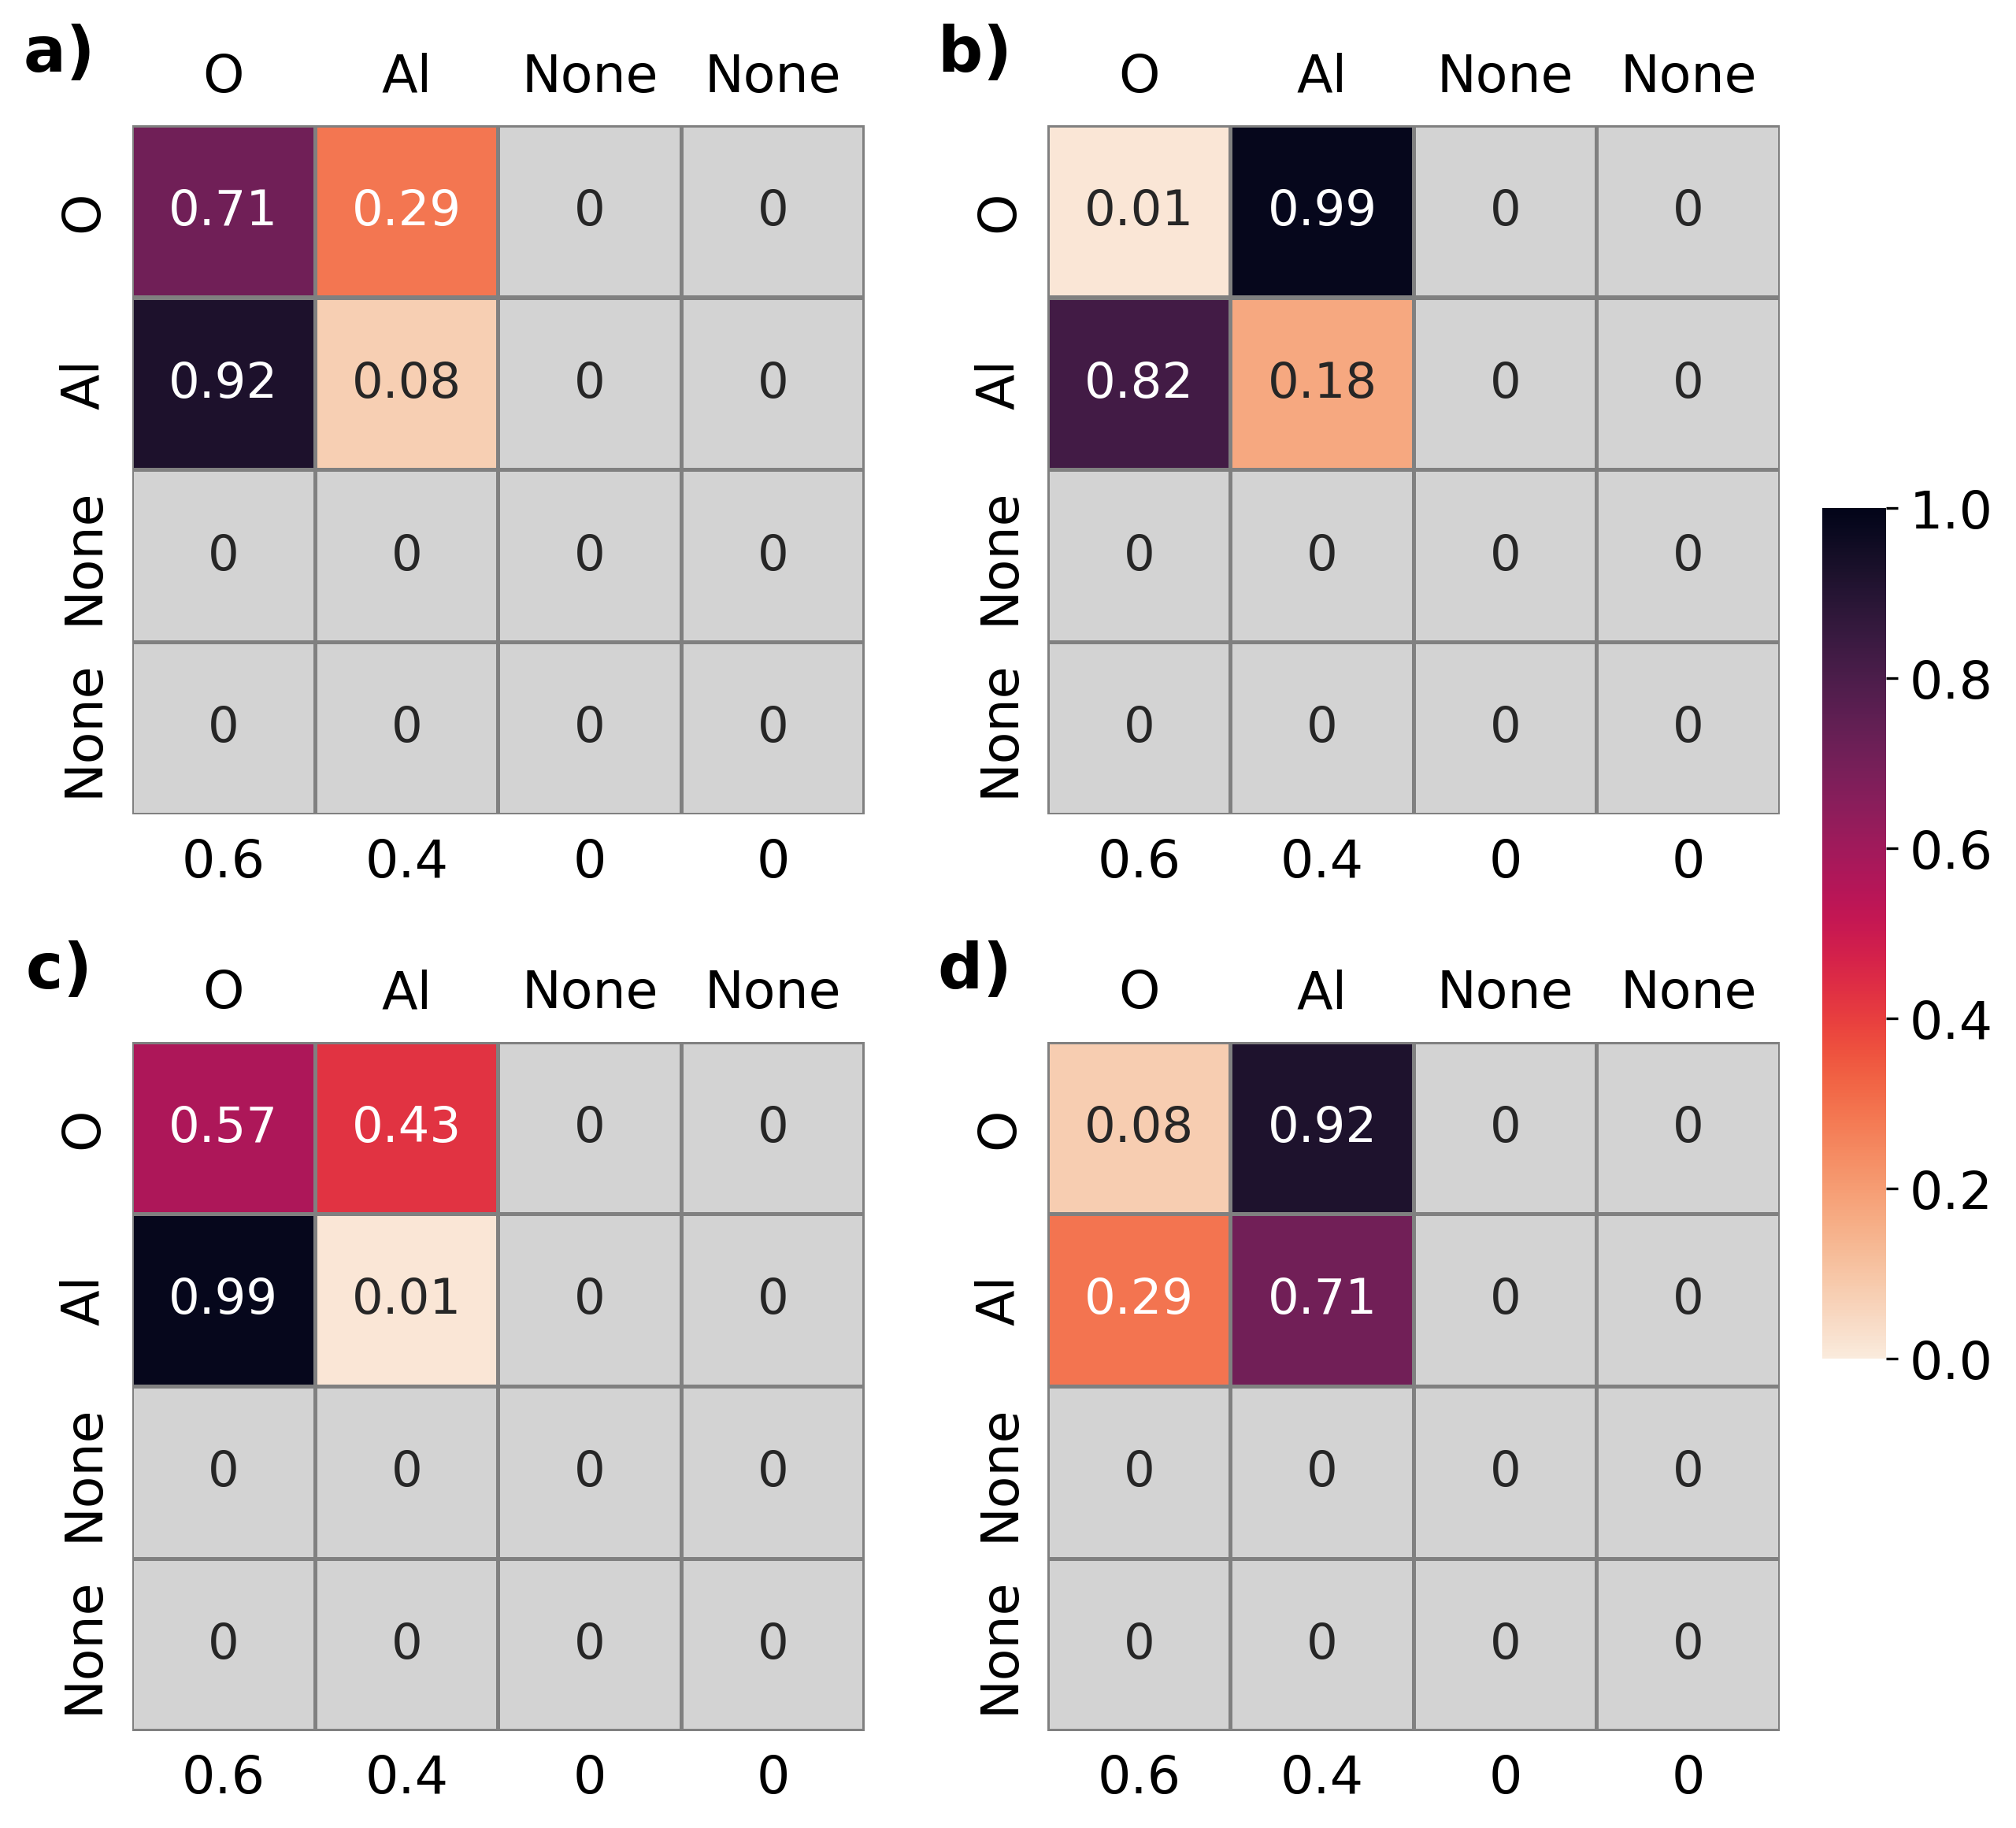 a)
O Al None None
O 0.71 0.29 0 0
Al 0.92 0.08 0 0
None 0 0 0 0
None 0 0 0 0
0.6 0.4 0 0
b)
O Al None None
O 0.01 0.99 0 0
Al 0.82 0.18 0 0
None 0 0 0 0
None 0 0 0 0
0.6 0.4 0 0
c)
O Al None None
O 0.57 0.43 0 0
Al 0.99 0.01 0 0
None 0 0 0 0
None 0 0 0 0
0.6 0.4 0 0
d)
O Al None None
O 0.08 0.92 0 0
Al 0.29 0.71 0 0
None 0 0 0 0
None 0 0 0 0
0.6 0.4 0 0
1.0
0.8
0.6
0.4
0.2
0.0